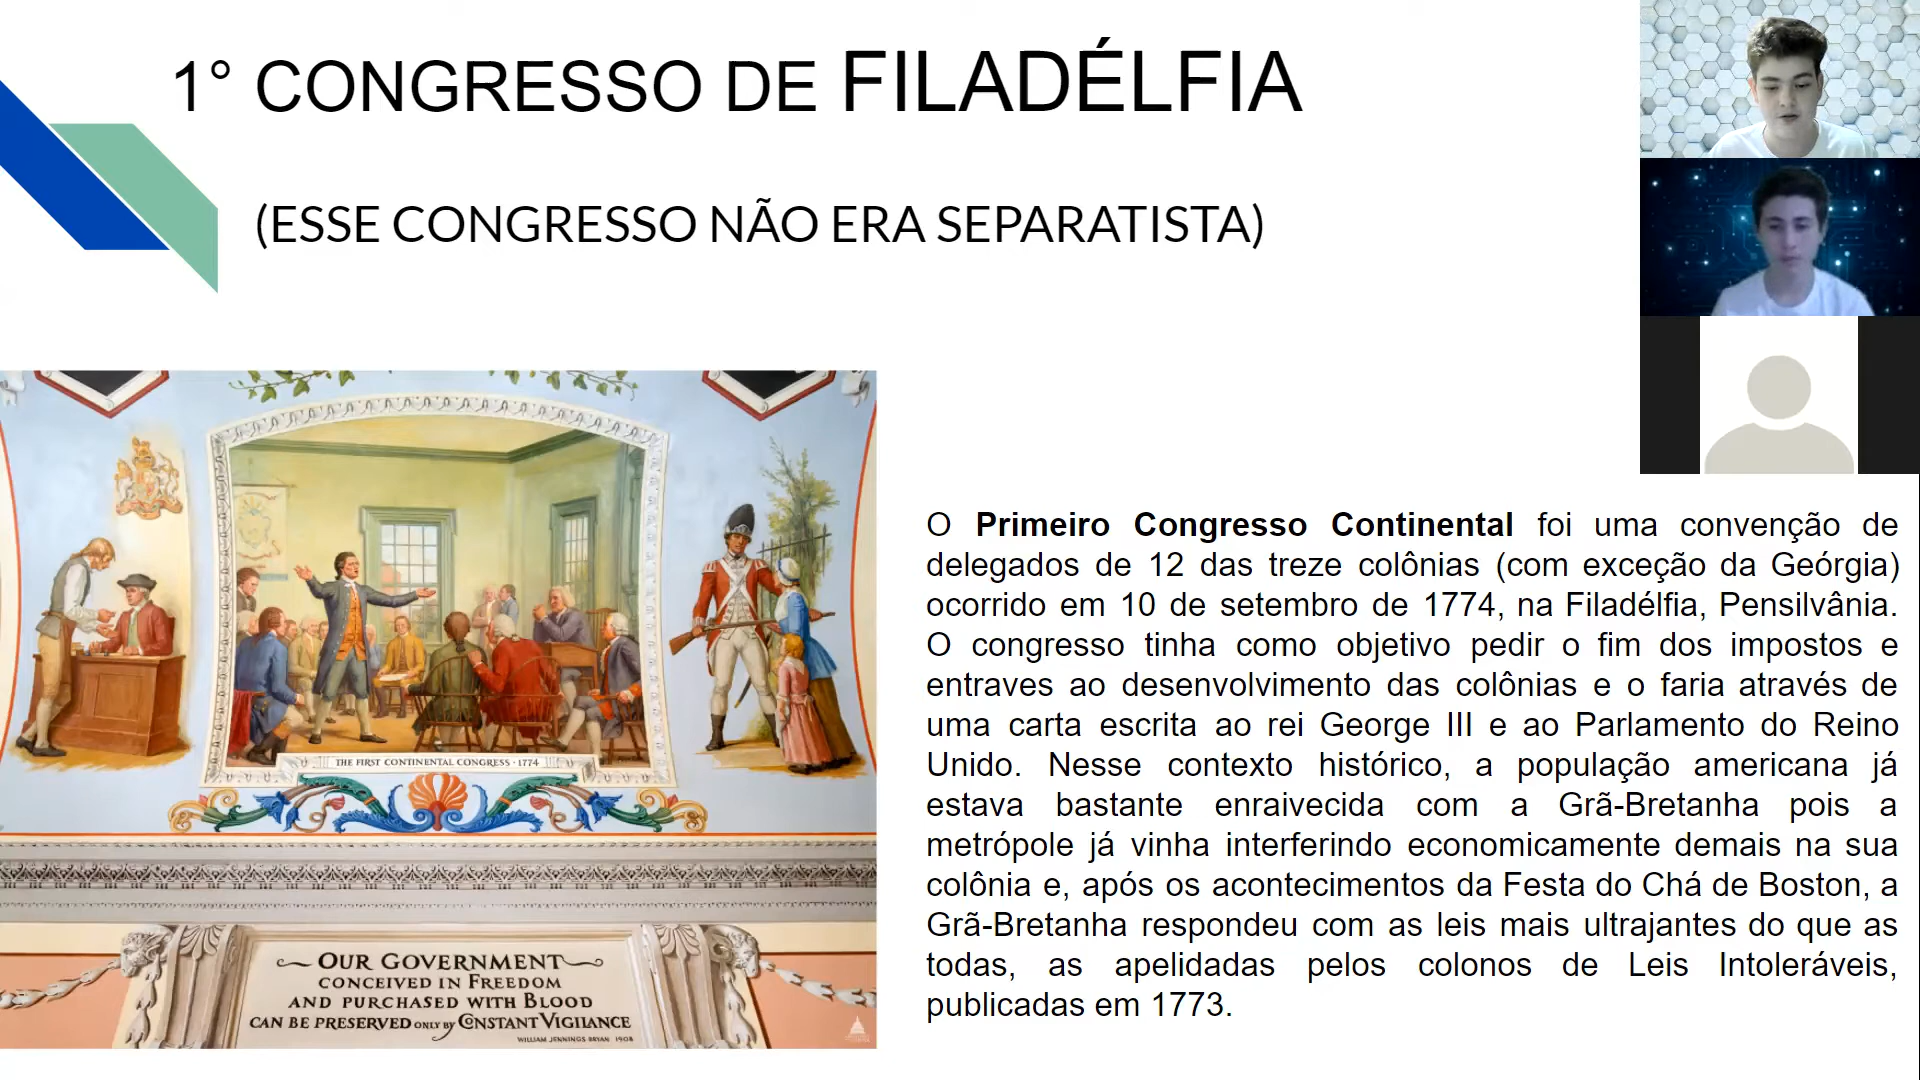 1° CONGRESSO DE FILADÉLFIA
(ESSE CONGRESSO NÃO ERA SEPARATISTA)
THE FIRST CONTINENTAL CONGRESS · 1774
OUR GOVERNMENT
CONCEIVED IN FREEDOM
AND PURCHASED WITH BLOOD
CAN BE PRESERVED ONLY BY CONSTANT VIGILANCE
WILLIAM JENNINGS BRYAN 1908
O Primeiro Congresso Continental foi uma convenção de
delegados de 12 das treze colônias (com exceção da Geórgia)
ocorrido em 10 de setembro de 1774, na Filadélfia, Pensilvânia.
O congresso tinha como objetivo pedir o fim dos impostos e
entraves ao desenvolvimento das colônias e o faria através de
uma carta escrita ao rei George III e ao Parlamento do Reino
Unido. Nesse contexto histórico, a população americana já
estava bastante enraivecida com a Grã-Bretanha pois a
metrópole já vinha interferindo economicamente demais na sua
colônia e, após os acontecimentos da Festa do Chá de Boston, a
Grã-Bretanha respondeu com as leis mais ultrajantes do que as
todas, as apelidadas pelos colonos de Leis Intoleráveis,
publicadas em 1773.